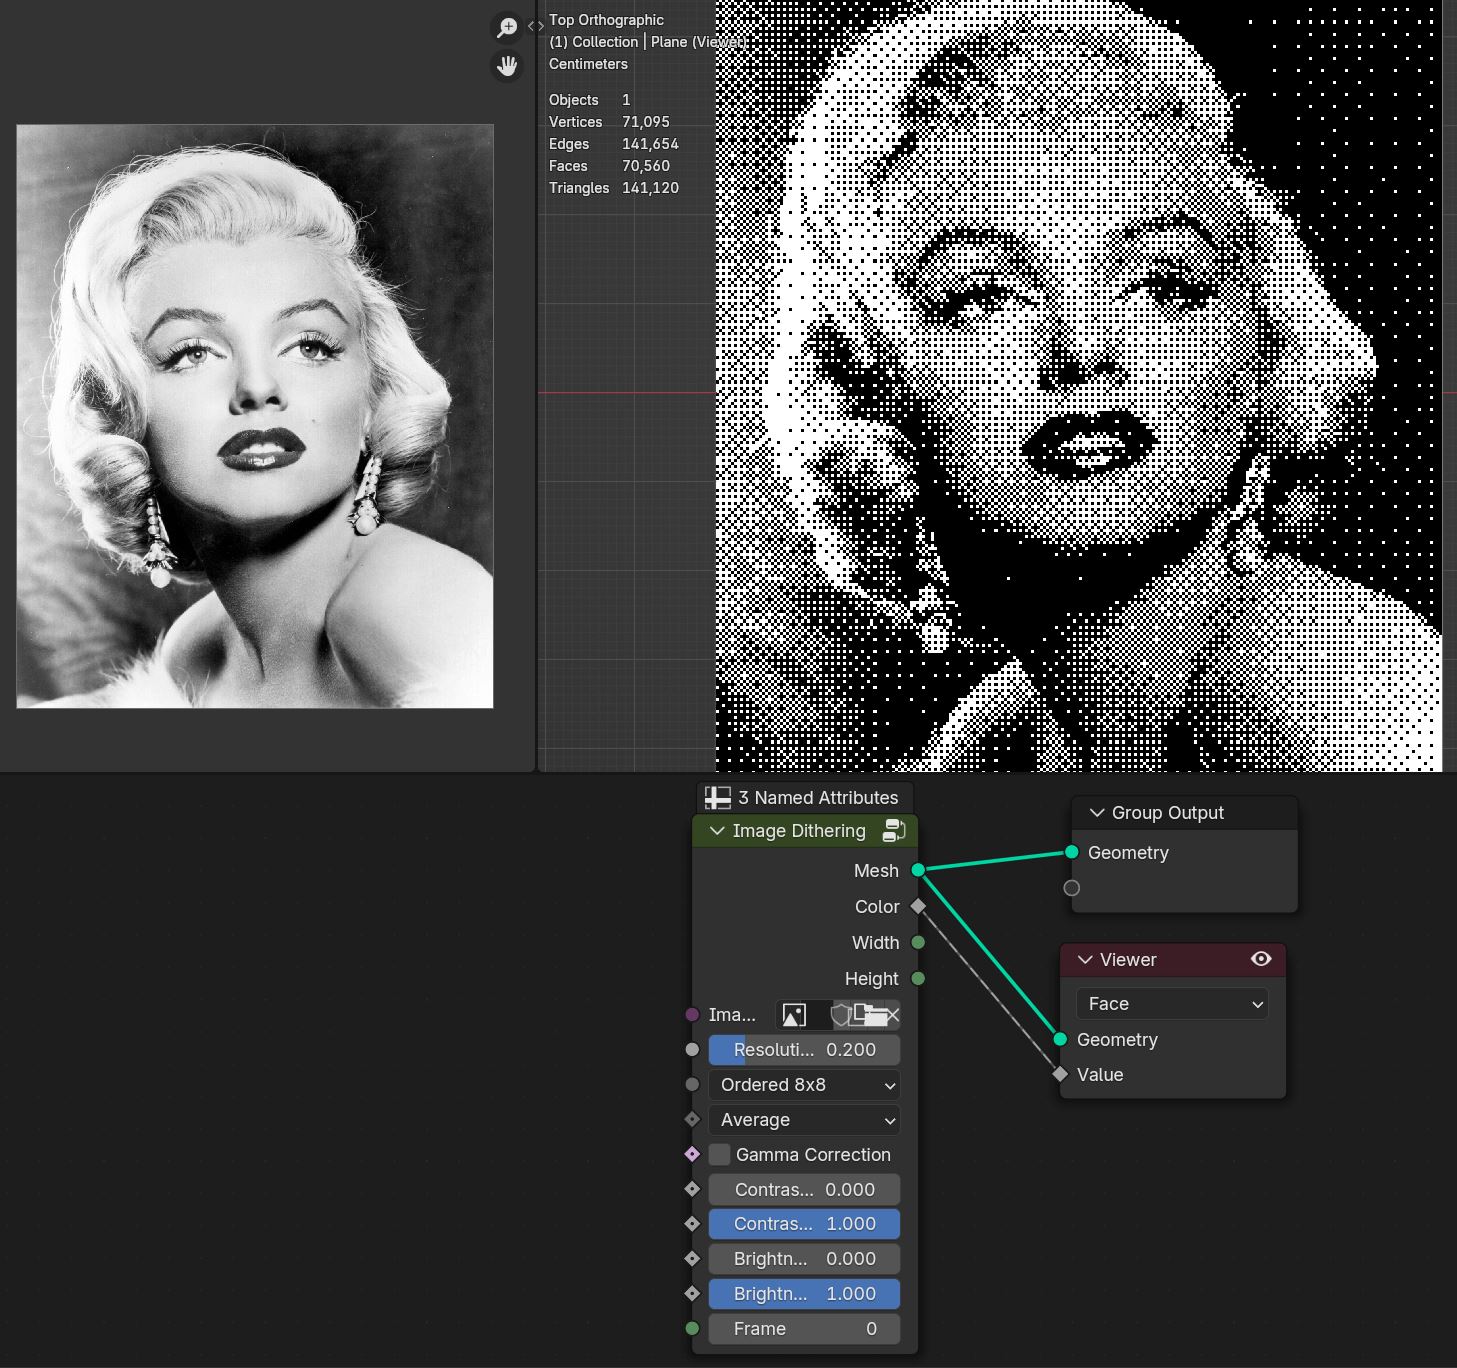 Top Orthographic
(1) Collection | Plane (Viewer)
Centimeters
Objects 1
Vertices 71,095
Edges 141,654
Faces 70,560
Triangles 141,120
3 Named Attributes
Image Dithering
Mesh
Color
Width
Height
Ima...
Resoluti... 0.200
Ordered 8x8
Average
Gamma Correction
Contras... 0.000
Contras... 1.000
Brightn... 0.000
Brightn... 1.000
Frame 0
Group Output
Geometry
Viewer
Face
Geometry
Value